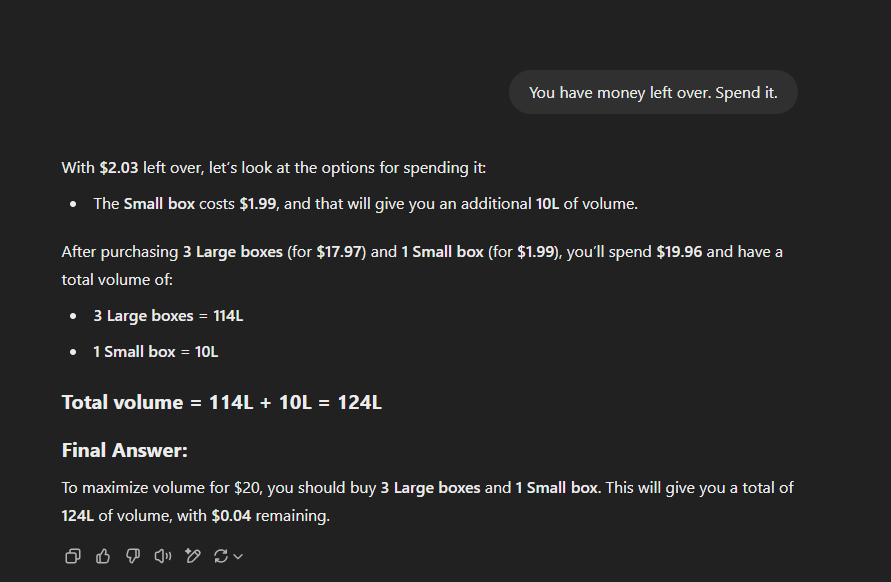 You have money left over. Spend it.
With $2.03 left over, let's look at the options for spending it:
• The Small box costs $1.99, and that will give you an additional 10L of volume.
After purchasing 3 Large boxes (for $17.97) and 1 Small box (for $1.99), you'll spend $19.96 and have a
total volume of:
• 3 Large boxes = 114L
• 1 Small box = 10L
Total volume = 114L + 10L = 124L
Final Answer:
To maximize volume for $20, you should buy 3 Large boxes and 1 Small box. This will give you a total of
124L of volume, with $0.04 remaining.